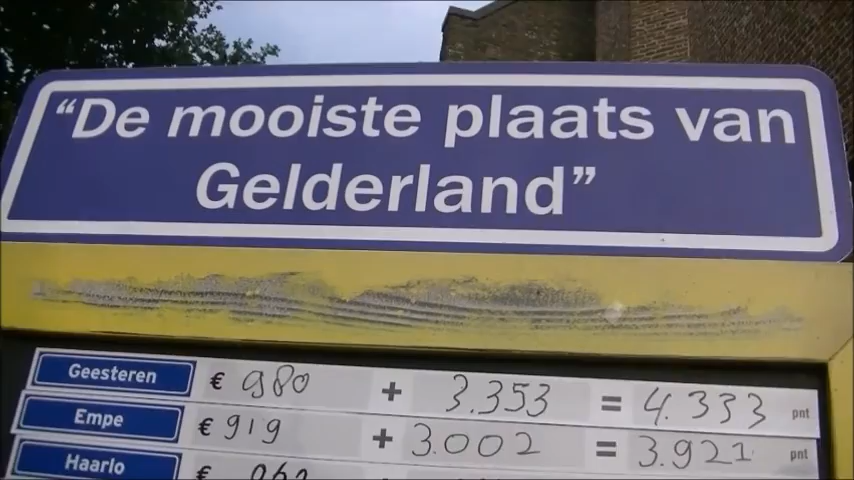 “De mooiste plaats van
Gelderland”
Geesteren € 980 + 3.353 = 4.333 pnt
Empe € 919 + 3.002 = 3.921 pnt
Haarlo €